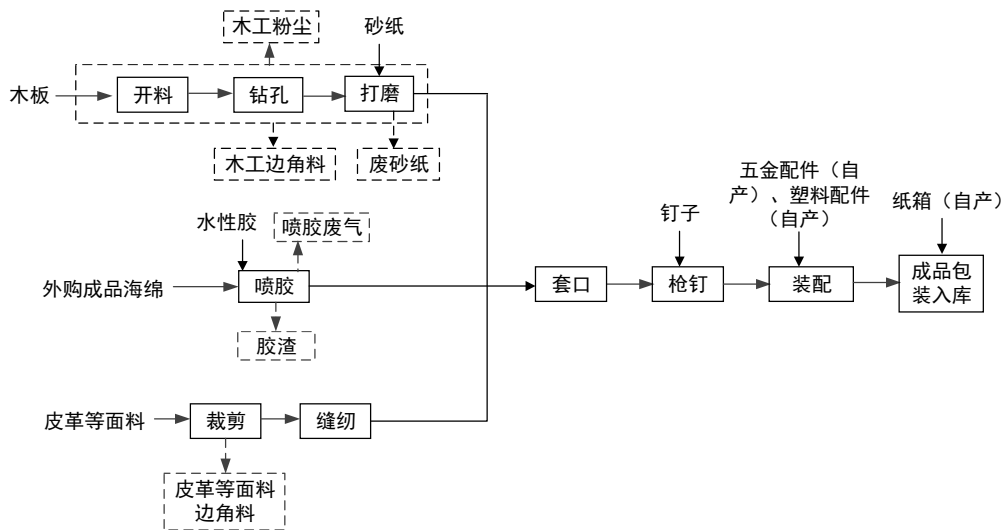 木工粉尘
砂纸
木板
开料
钻孔
打磨
木工边角料
废砂纸
水性胶
喷胶废气
外购成品海绵
喷胶
胶渣
皮革等面料
裁剪
缝纫
皮革等面料
边角料
套口
钉子
枪钉
五金配件（自
产）、塑料配件
（自产）
装配
纸箱（自产）
成品包
装入库